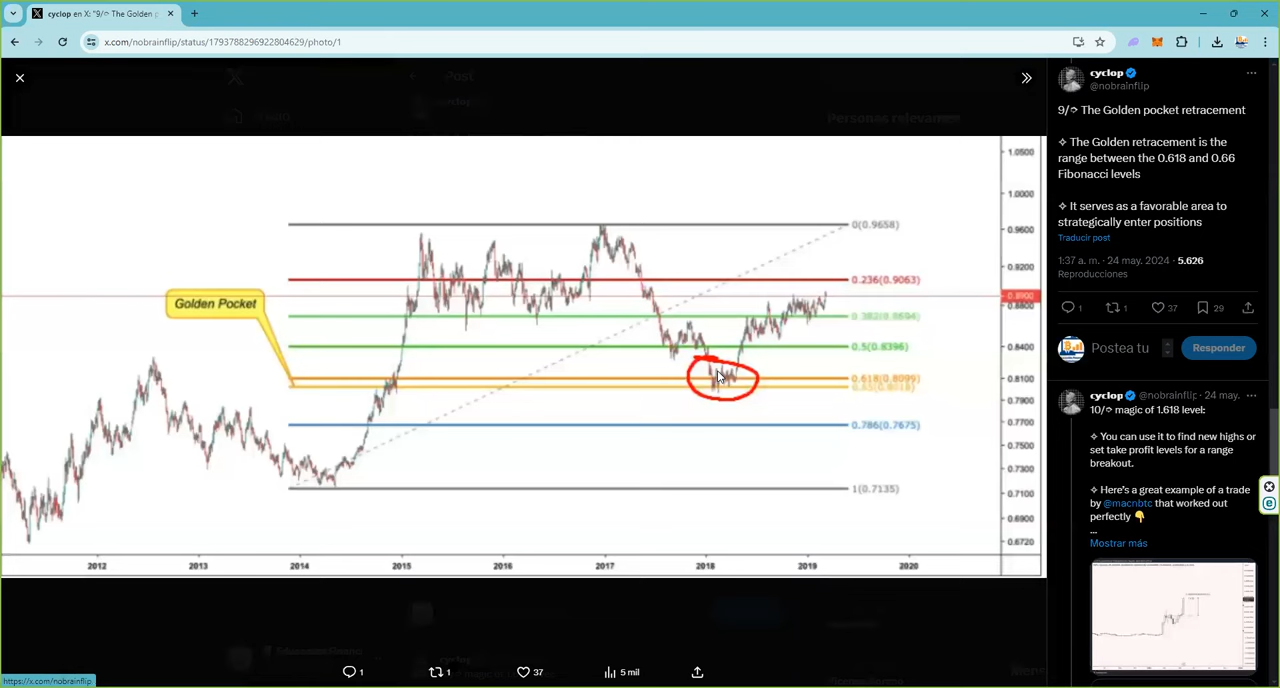 cyclop en X: "9/ The Golden p
x.com/nobrainflip/status/1793788296922804629/photo/1
Post
cyclop
1.0500
1.0000
0.9600
0.9200
0.8900
0.8800
0.8400
0.8100
0.7900
0.7700
0.7500
0.7300
0.7100
0.6900
0.6720
0(0.9658)
0.236(0.9063)
0.382(0.8694)
0.5(0.8396)
0.618(0.8099)
0.786(0.7675)
1(0.7135)
Golden Pocket
2012 2013 2014 2015 2016 2017 2018 2019 2020
1 1 37 5 mil
https://x.com/nobrainflip
cyclop
@nobrainflip
9/ The Golden pocket retracement
✧ The Golden retracement is the
range between the 0.618 and 0.66
Fibonacci levels
✧ It serves as a favorable area to
strategically enter positions
Traducir post
1:37 a. m. · 24 may. 2024 · 5.626
Reproducciones
1 1 37 29
Postea tu
Responder
cyclop @nobrainflip · 24 may.
10/ magic of 1.618 level:
✧ You can use it to find new highs or
set take profit levels for a range
breakout.
✧ Here's a great example of a trade
by @macnbtc that worked out
perfectly 👇
...
Mostrar más